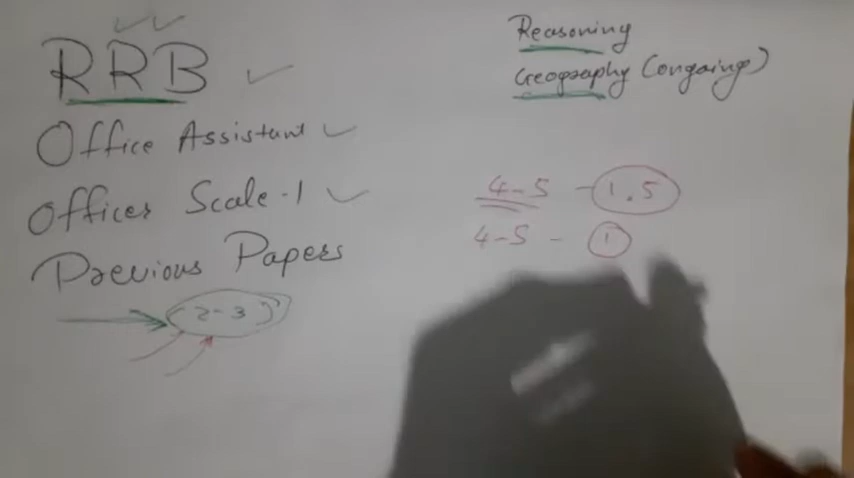 RRB
Office Assistant
Officer Scale-1
Previous Papers
(2-3)
Reasoning
Geography (ongoing)
4-5 - 1.5
4-5 - 1